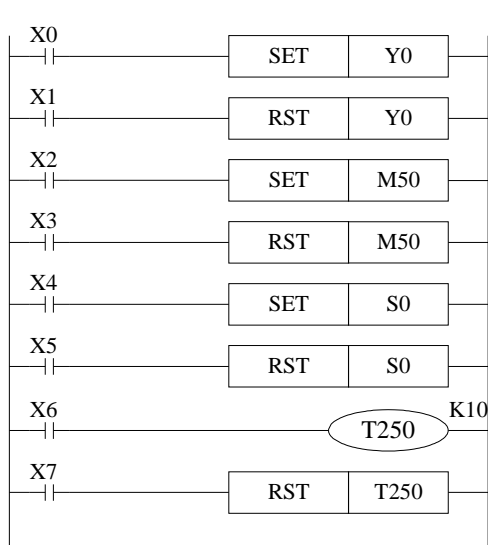 X0
SET Y0
X1
RST Y0
X2
SET M50
X3
RST M50
X4
SET S0
X5
RST S0
X6
T250 K10
X7
RST T250